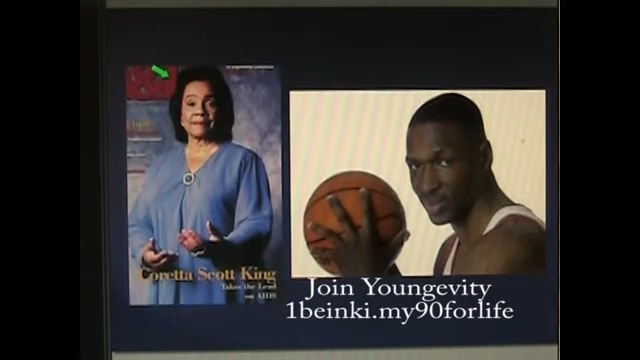 Coretta Scott King
Takes the Lead
on AIDS
Join Youngevity
1beinki.my90forlife